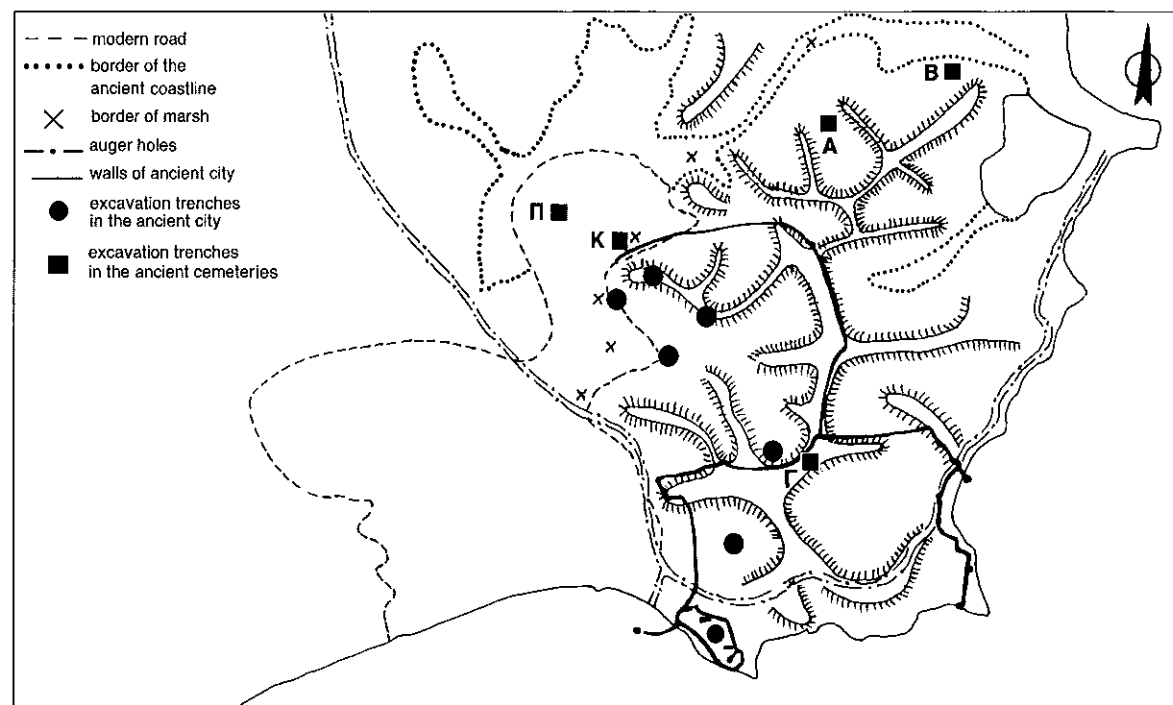 modern road
border of the
ancient coastline
border of marsh
auger holes
walls of ancient city
excavation trenches
in the ancient city
excavation trenches
in the ancient cemeteries
B
A
Π
K
Γ